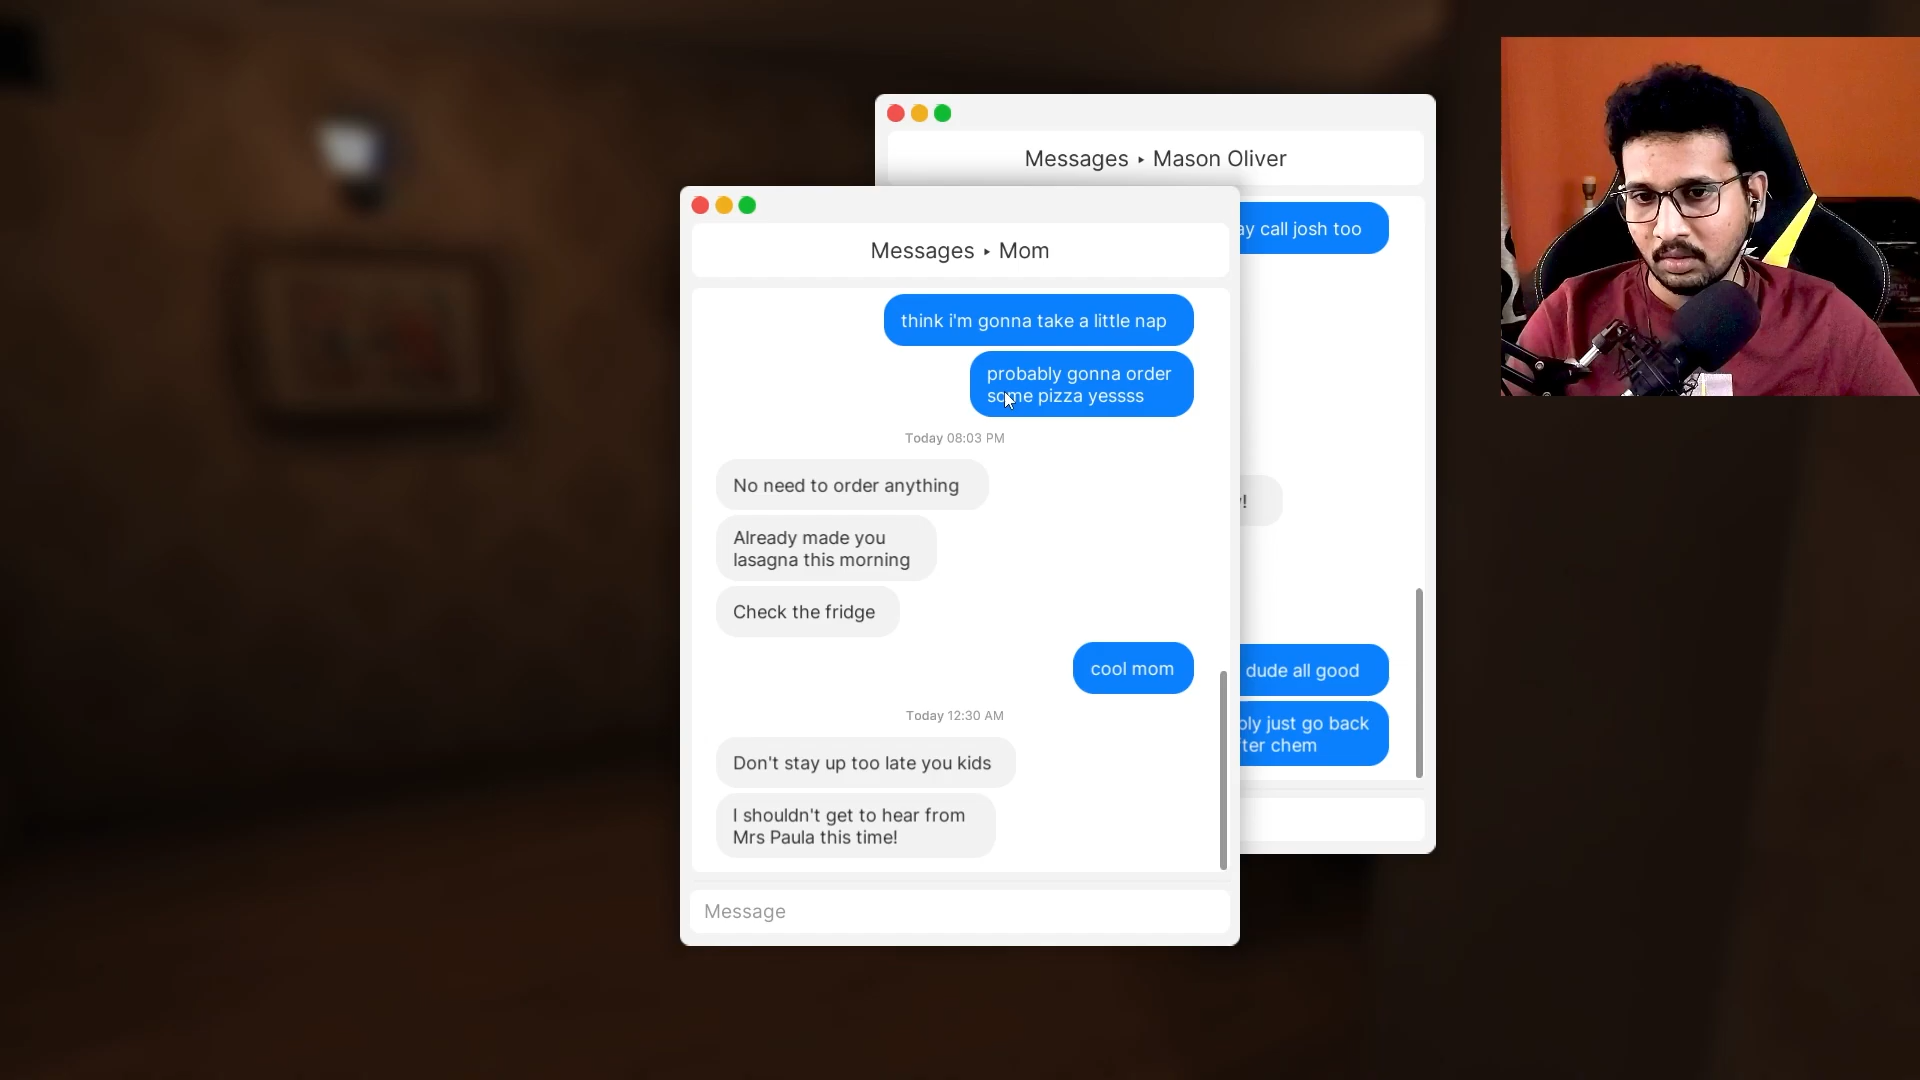 Messages ‣ Mason Oliver
ay call josh too
!
dude all good
bly just go back
ter chem
Messages ‣ Mom
think i'm gonna take a little nap
probably gonna order
some pizza yessss
Today 08:03 PM
No need to order anything
Already made you
lasagna this morning
Check the fridge
cool mom
Today 12:30 AM
Don't stay up too late you kids
I shouldn't get to hear from
Mrs Paula this time!
Message